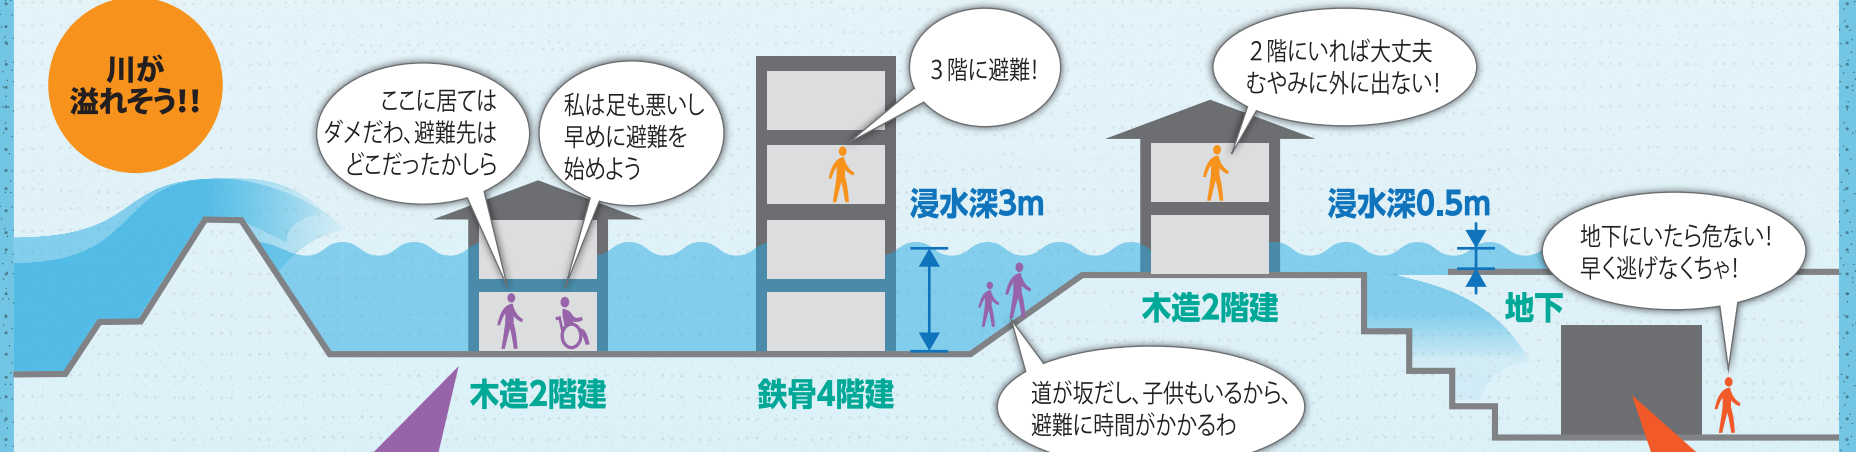 川が
溢れそう!!
ここに居ては
ダメだわ、避難先は
どこだったかしら
私は足も悪いし
早めに避難を
始めよう
3階に避難!
2階にいれば大丈夫
むやみに外に出ない!
浸水深3m
浸水深0.5m
地下にいたら危ない!
早く逃げなくちゃ!
木造2階建
地下
木造2階建
鉄骨4階建
道が坂だし、子供もいるから、
避難に時間がかかるわ